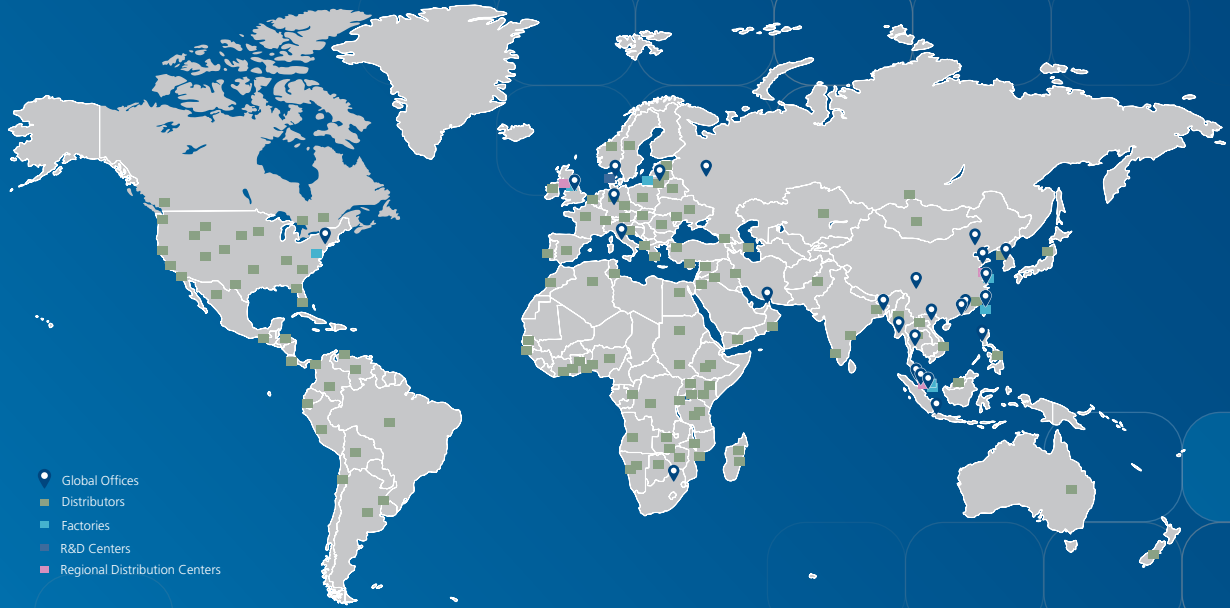 Global Offices
Distributors
Factories
R&D Centers
Regional Distribution Centers